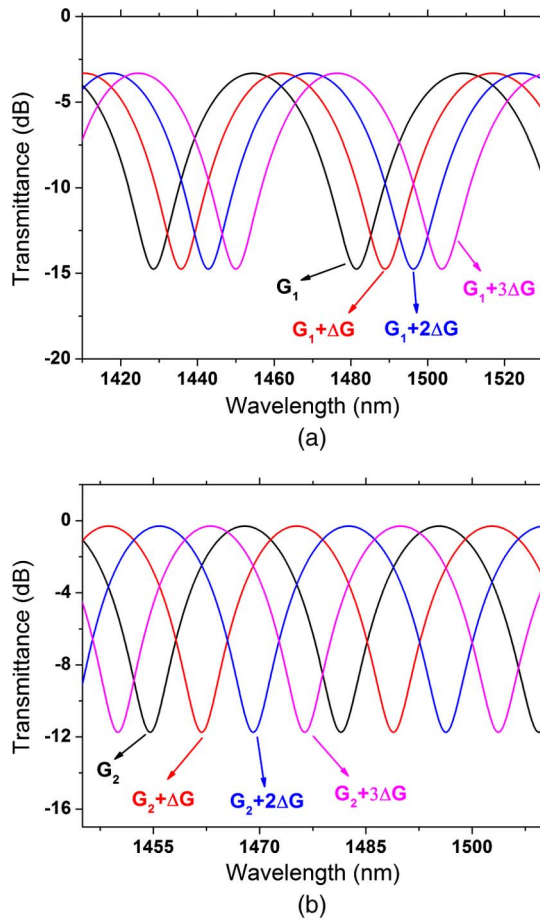 0
-5
-10
-15
-20
Transmittance (dB)
G₁
G₁+ΔG
G₁+2ΔG
G₁+3ΔG
1420 1440 1460 1480 1500 1520
Wavelength (nm)
(a)
0
-4
-8
-12
-16
Transmittance (dB)
G₂
G₂+ΔG
G₂+2ΔG
G₂+3ΔG
1455 1470 1485 1500
Wavelength (nm)
(b)